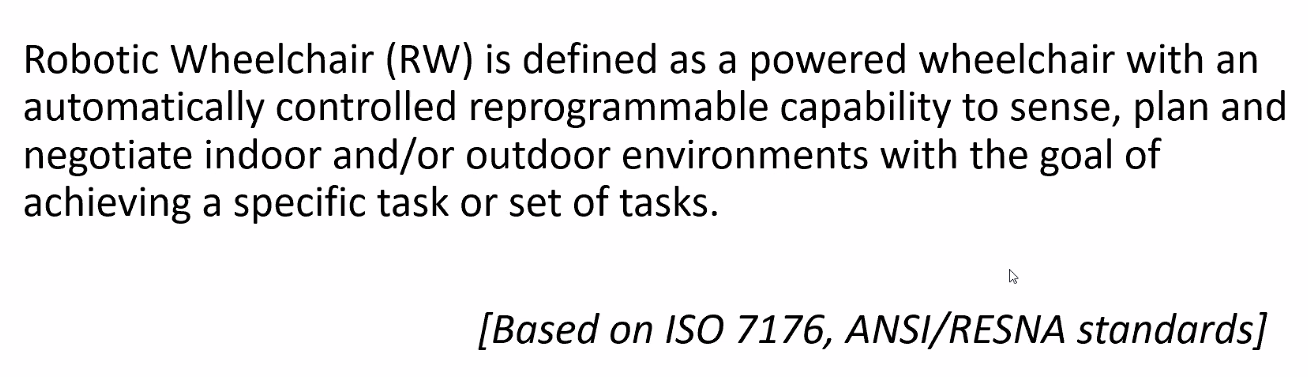 Robotic Wheelchair (RW) is defined as a powered wheelchair with an
automatically controlled reprogrammable capability to sense, plan and
negotiate indoor and/or outdoor environments with the goal of
achieving a specific task or set of tasks.
[Based on ISO 7176, ANSI/RESNA standards]